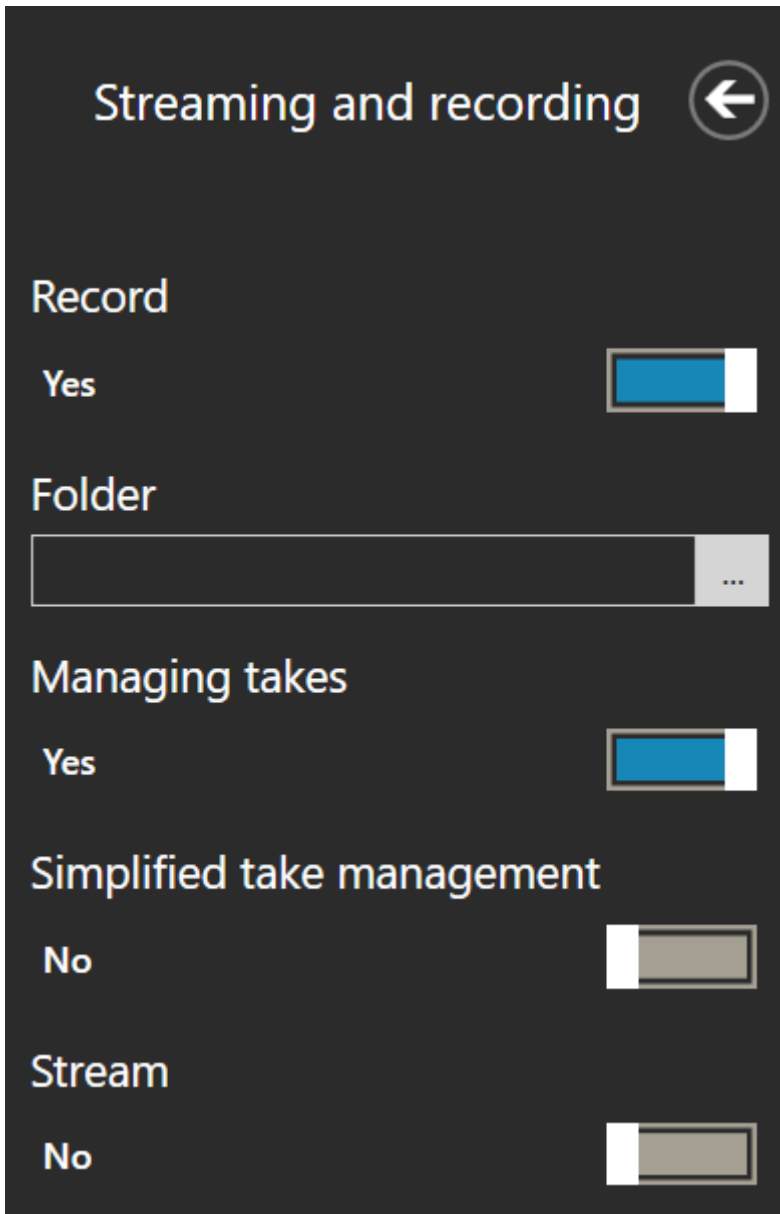 Streaming and recording
Record
Yes
Folder
...
Managing takes
Yes
Simplified take management
No
Stream
No